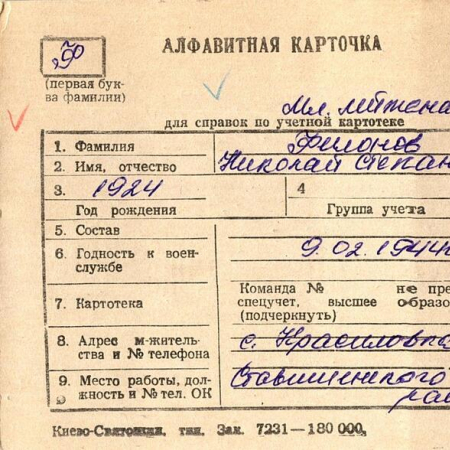 „Ф"
АЛФАВИТНАЯ КАРТОЧКА
(первая бук-
ва фамилии)
Мл. лейтена
для справок по учетной картотеке
1. Фамилия Филонов
2. Имя, отчество Николай Степан
3. 1924 4
Год рождения Группа учета
5. Состав
6. Годность к воен- 9.02.1944
службе
Команда № не пре
7. Картотека спецучет, высшее образо
(подчеркнуть)
8. Адрес м-житель-
ства и № телефона с. Красиловка
9. Место работы, дол- Ставищенского
жность и № тел. ОК рай
Киево-Святошин, тип. Зак. 7231—180 000,